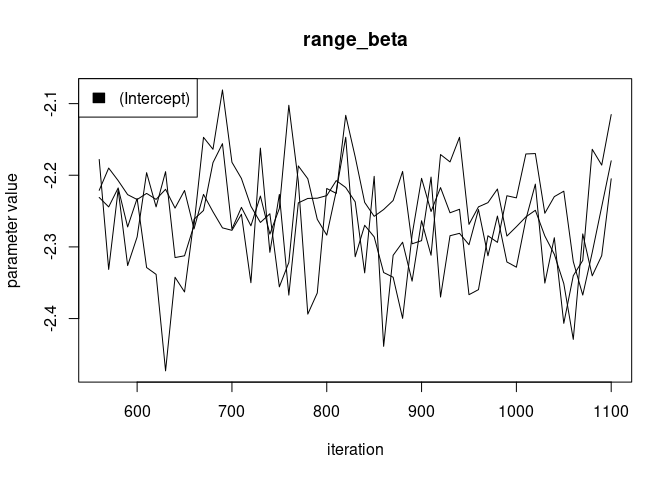 range_beta
(Intercept)
parameter value
-2.1
-2.2
-2.3
-2.4
600 700 800 900 1000 1100
iteration